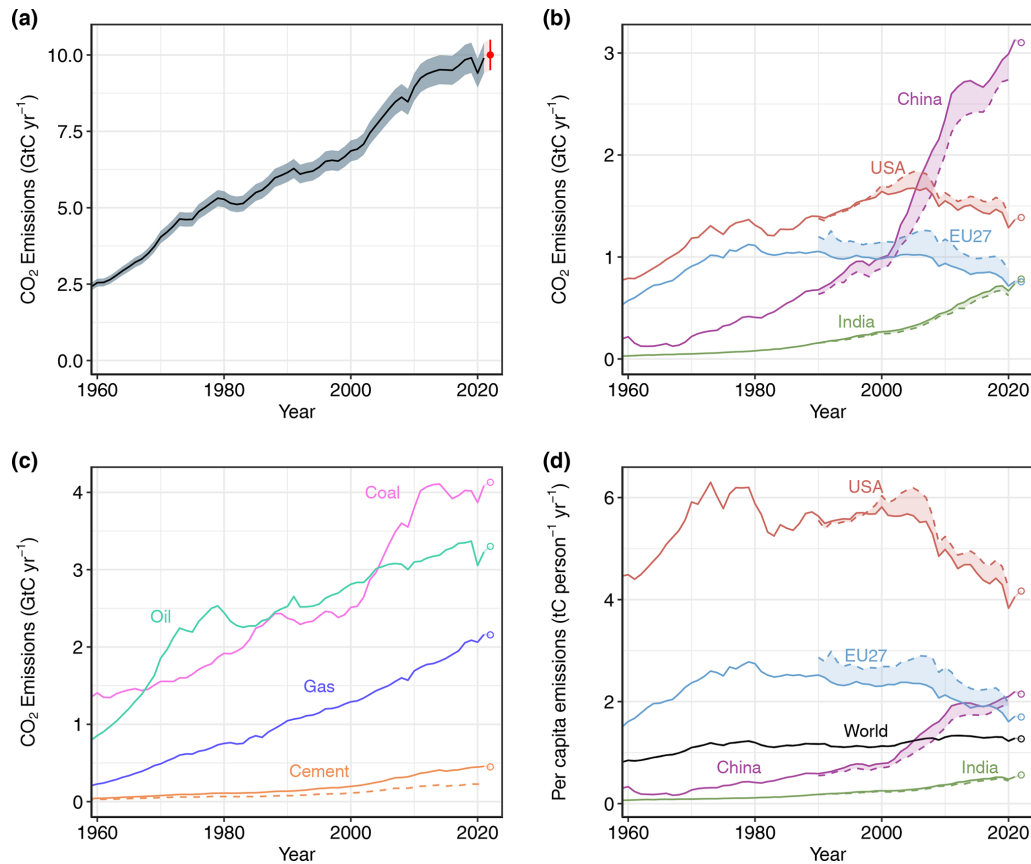 (a)
CO₂ Emissions (GtC yr⁻¹)
10.0
7.5
5.0
2.5
0.0
1960 1980 2000 2020
Year
(b)
CO₂ Emissions (GtC yr⁻¹)
3
2
1
0
China
USA
EU27
India
1960 1980 2000 2020
Year
(c)
CO₂ Emissions (GtC yr⁻¹)
4
3
2
1
0
Coal
Oil
Gas
Cement
1960 1980 2000 2020
Year
(d)
Per capita emissions (tC person⁻¹ yr⁻¹)
6
4
2
0
USA
EU27
World
China
India
1960 1980 2000 2020
Year